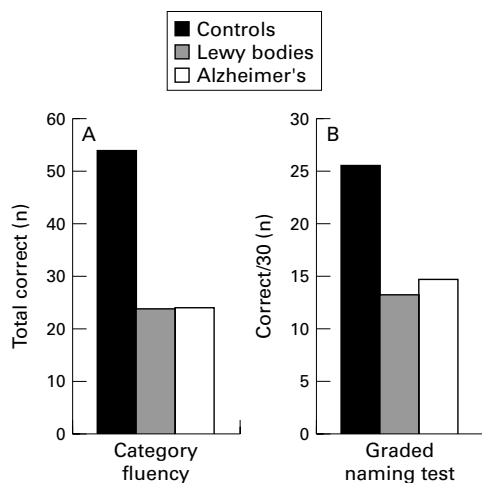 Controls
Lewy bodies
Alzheimer's
A
60
50
40
30
20
10
0
Total correct (n)
Category
fluency
B
30
25
20
15
10
5
0
Correct/30 (n)
Graded
naming test